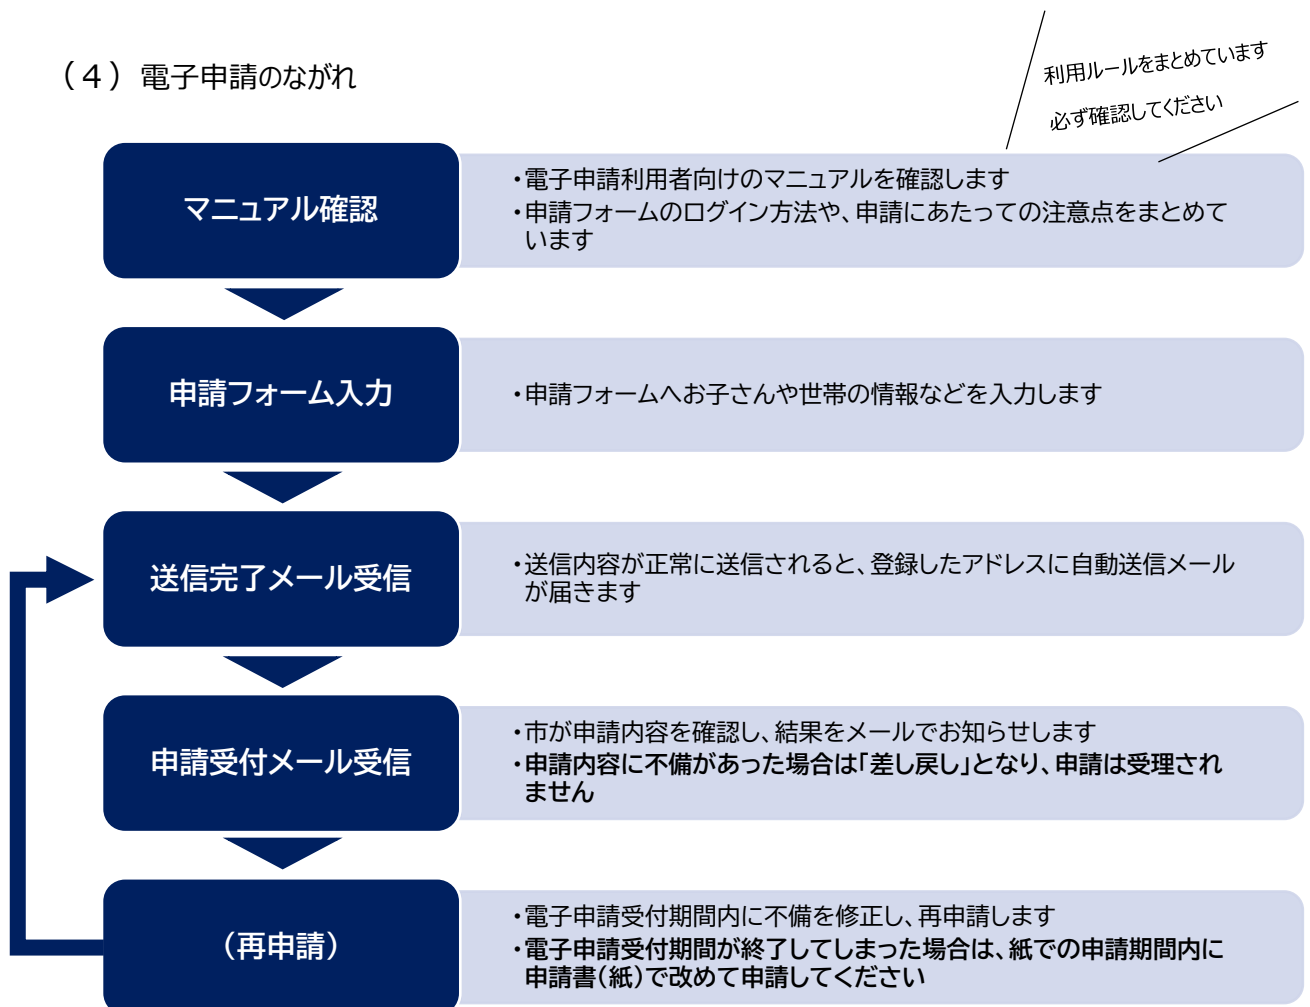 （4）電子申請のながれ
利用ルールをまとめています
必ず確認してください
マニュアル確認
・電子申請利用者向けのマニュアルを確認します
・申請フォームのログイン方法や、申請にあたっての注意点をまとめて
います
申請フォーム入力
・申請フォームへお子さんや世帯の情報などを入力します
送信完了メール受信
・送信内容が正常に送信されると、登録したアドレスに自動送信メール
が届きます
申請受付メール受信
・市が申請内容を確認し、結果をメールでお知らせします
・申請内容に不備があった場合は「差し戻し」となり、申請は受理され
ません
（再申請）
・電子申請受付期間内に不備を修正し、再申請します
・電子申請受付期間が終了してしまった場合は、紙での申請期間内に
申請書（紙）で改めて申請してください